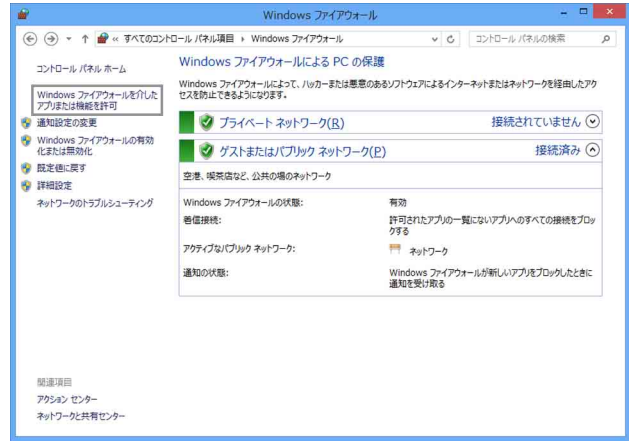 Windows ファイアウォール
« すべてのコントロール パネル項目 › Windows ファイアウォール
コントロール パネルの検索
コントロール パネル ホーム
Windows ファイアウォールを介した
アプリまたは機能を許可
通知設定の変更
Windows ファイアウォールの有効
化または無効化
既定値に戻す
詳細設定
ネットワークのトラブルシューティング
Windows ファイアウォールによる PC の保護
Windows ファイアウォールによって、ハッカーまたは悪意のあるソフトウェアによるインターネットまたはネットワークを経由したアク
セスを防止できるようになります。
プライベート ネットワーク(R) 接続されていません
ゲストまたはパブリック ネットワーク(P) 接続済み
空港、喫茶店など、公共の場のネットワーク
Windows ファイアウォールの状態: 有効
着信接続: 許可されたアプリの一覧にないアプリへのすべての接続をブロッ
クする
アクティブなパブリック ネットワーク: ネットワーク
通知の状態: Windows ファイアウォールが新しいアプリをブロックしたときに
通知を受け取る
関連項目
アクション センター
ネットワークと共有センター